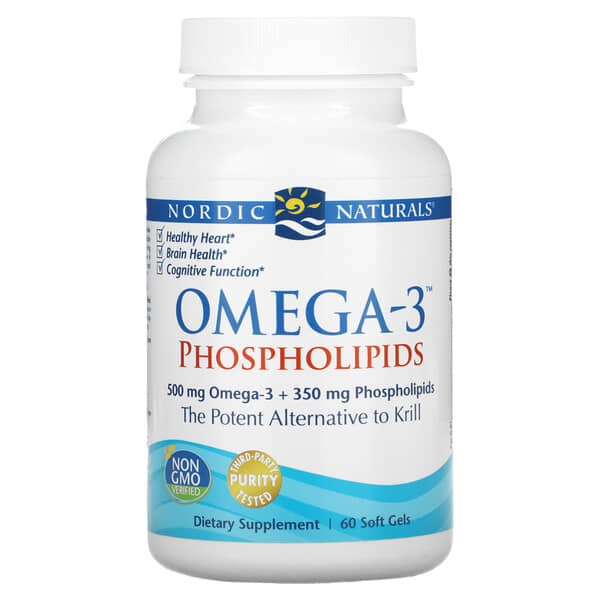 NORDIC NATURALS®
Healthy Heart*
Brain Health*
Cognitive Function*
OMEGA-3™
PHOSPHOLIPIDS
500 mg Omega-3 + 350 mg Phospholipids
The Potent Alternative to Krill
NON
GMO
VERIFIED
THIRD-PARTY
PURITY
TESTED
Dietary Supplement | 60 Soft Gels